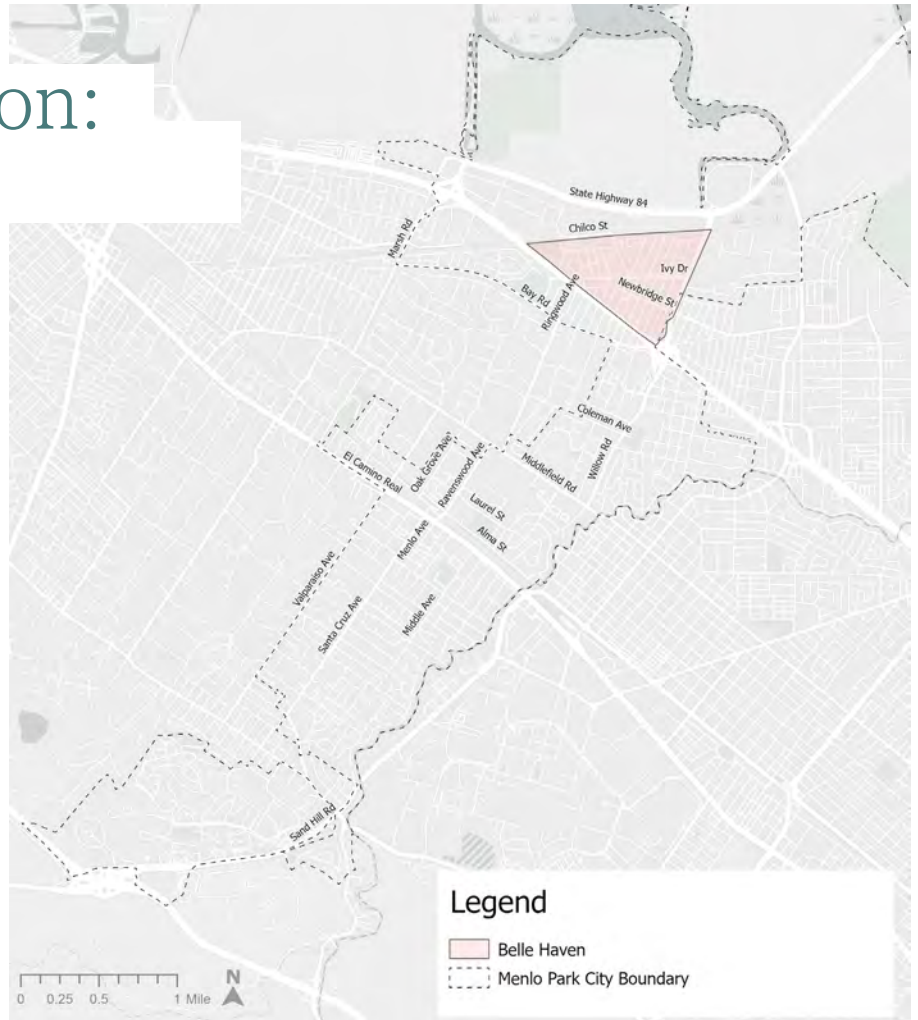 on:
State Highway 84
Chilco St
Marsh Rd
Ivy Dr
Newbridge St
Bay Rd
Ringwood Ave
Coleman Ave
Willow Rd
Middlefield Rd
Oak Grove Ave
Ravenswood Ave
El Camino Real
Laurel St
Alma St
Menlo Ave
Valparaiso Ave
Santa Cruz Ave
Middle Ave
Sand Hill Rd
Legend
Belle Haven
Menlo Park City Boundary
N
0 0.25 0.5 1 Mile